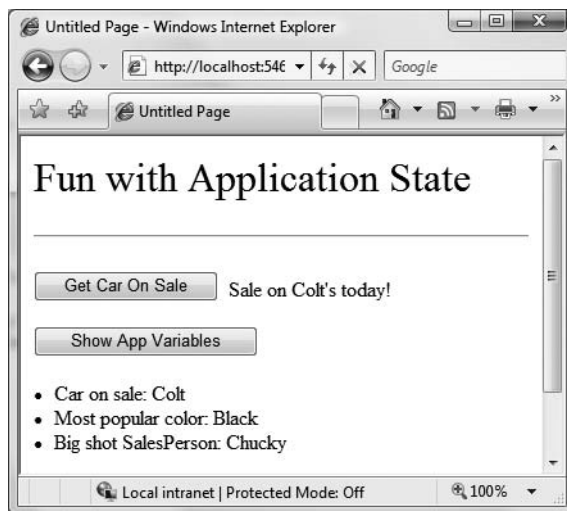 Untitled Page - Windows Internet Explorer
http://localhost:546
Google
Untitled Page
Fun with Application State
Get Car On Sale
Sale on Colt's today!
Show App Variables
Car on sale: Colt
Most popular color: Black
Big shot SalesPerson: Chucky
Local intranet | Protected Mode: Off
100%